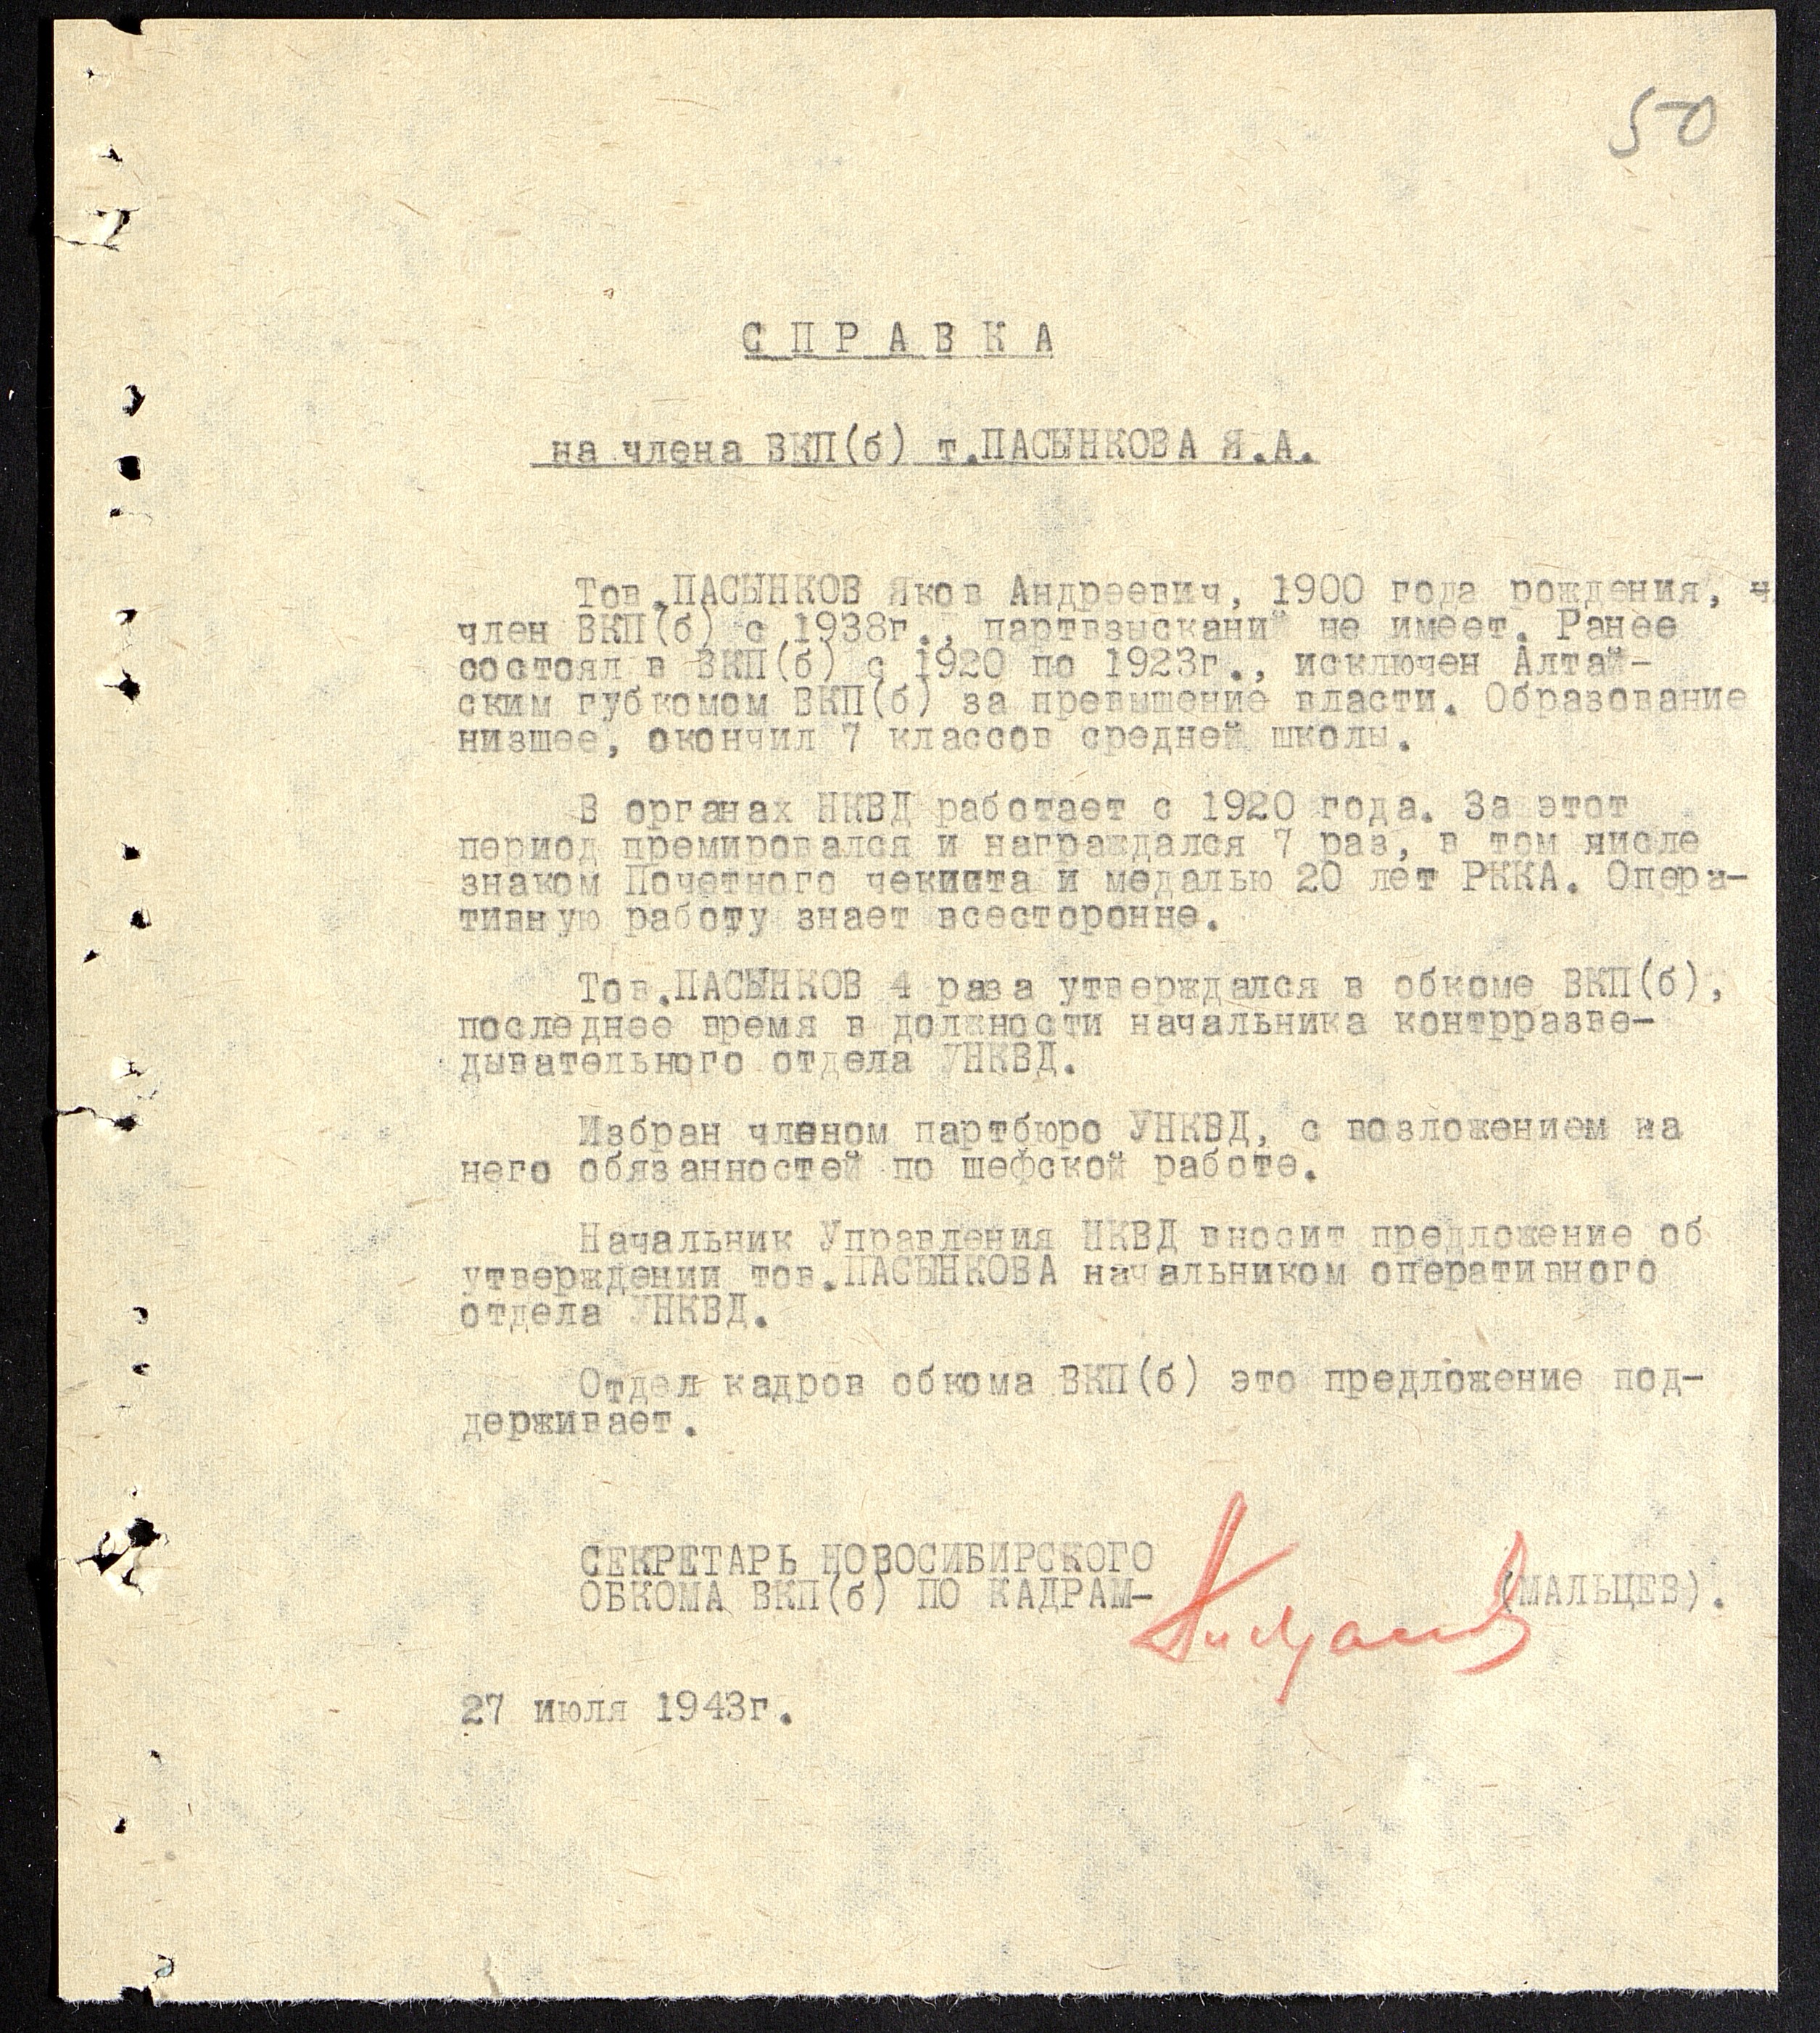 50
СПРАВКА
на члена ВКП(б) т.ПАСЫНКОВА Я.А.
Тов.ПАСЫНКОВ Яков Андреевич, 1900 года рождения, ч
член ВКП(б) с 1938г., партвзысканий не имеет. Ранее
состоял в ВКП(б) с 1920 по 1923г., исключен Алтай-
ским губкомом ВКП(б) за превышение власти. Образование
низшее, окончил 7 классов средней школы.
В органах НКВД работает с 1920 года. За этот
период премировался и награждался 7 раз, в том числе
знаком Почетного чекиста и медалью 20 лет РККА. Опера-
тивную работу знает всесторонне.
Тов.ПАСЫНКОВ 4 раза утверждался в обкоме ВКП(б),
последнее время в должности начальника контрразве-
дывательного отдела УНКВД.
Избран членом партбюро УНКВД, с возложением на
него обязанностей по шефской работе.
Начальник Управления НКВД вносит предложение об
утверждении тов.ПАСЫНКОВА начальником оперативного
отдела УНКВД.
Отдел кадров обкома ВКП(б) это предложение под-
держивает.
СЕКРЕТАРЬ НОВОСИБИРСКОГО
ОБКОМА ВКП(б) ПО КАДРАМ- (МАЛЬЦЕВ).
27 июля 1943г.